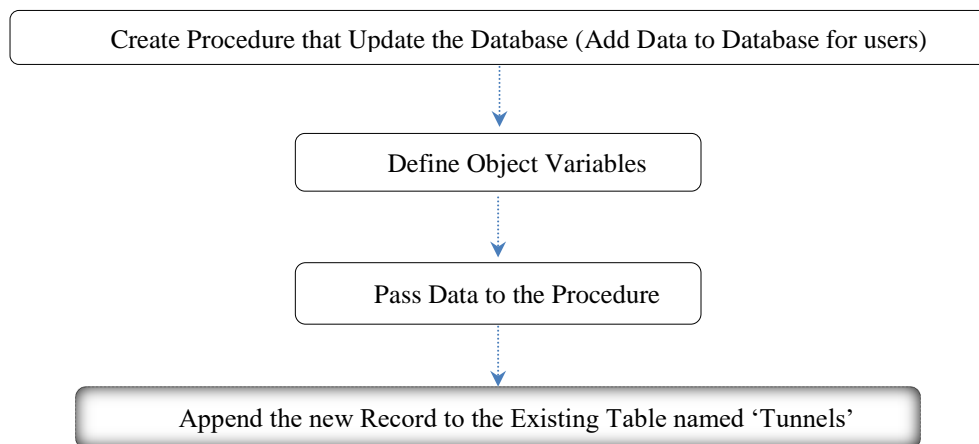 Create Procedure that Update the Database (Add Data to Database for users)
Define Object Variables
Pass Data to the Procedure
Append the new Record to the Existing Table named ‘Tunnels’